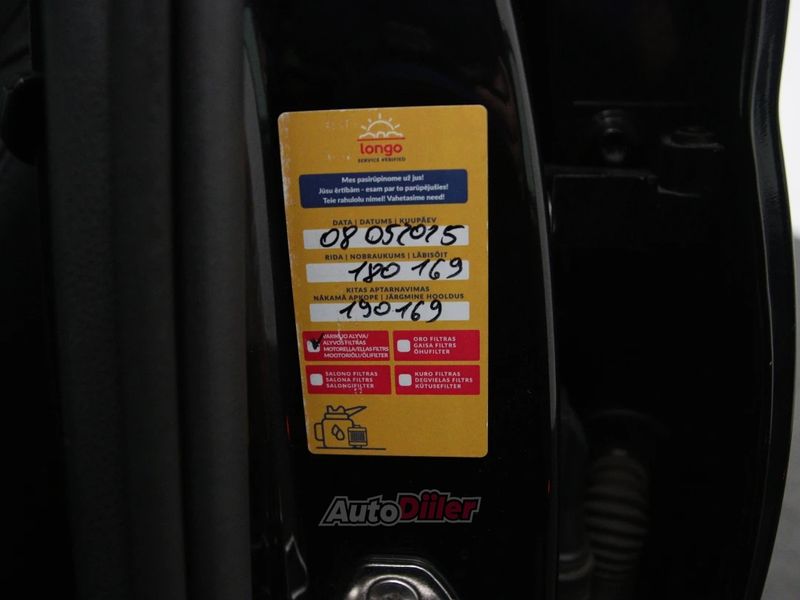 longo
SERVICE VERIFIED
Mes pasirūpinome už jus!
Jūsu ērtībām - esam par to parūpējušies!
Teie rahulolu nimel! Vahetasime need!
DATA | DATUMS | KUUPÄEV
08 05 2025
RIDA | NOBRAUKUMS | LÄBISÕIT
180 169
KITAS APTARNAVIMAS
NĀKAMĀ APKOPE | JÄRGMINE HOOLDUS
190169
VARIKLIO ALYVA/
ALYVOS FILTRAS
MOTOREĻĻA/EĻĻAS FILTRS
MOOTORIÕLI/ÕLIFILTER
ORO FILTRAS
GAISA FILTRS
ÕHUFILTER
SALONO FILTRAS
SALONA FILTRS
SALONGIFILTER
KURO FILTRAS
DEGVIELAS FILTRS
KÜTUSEFILTER
AutoDiiler